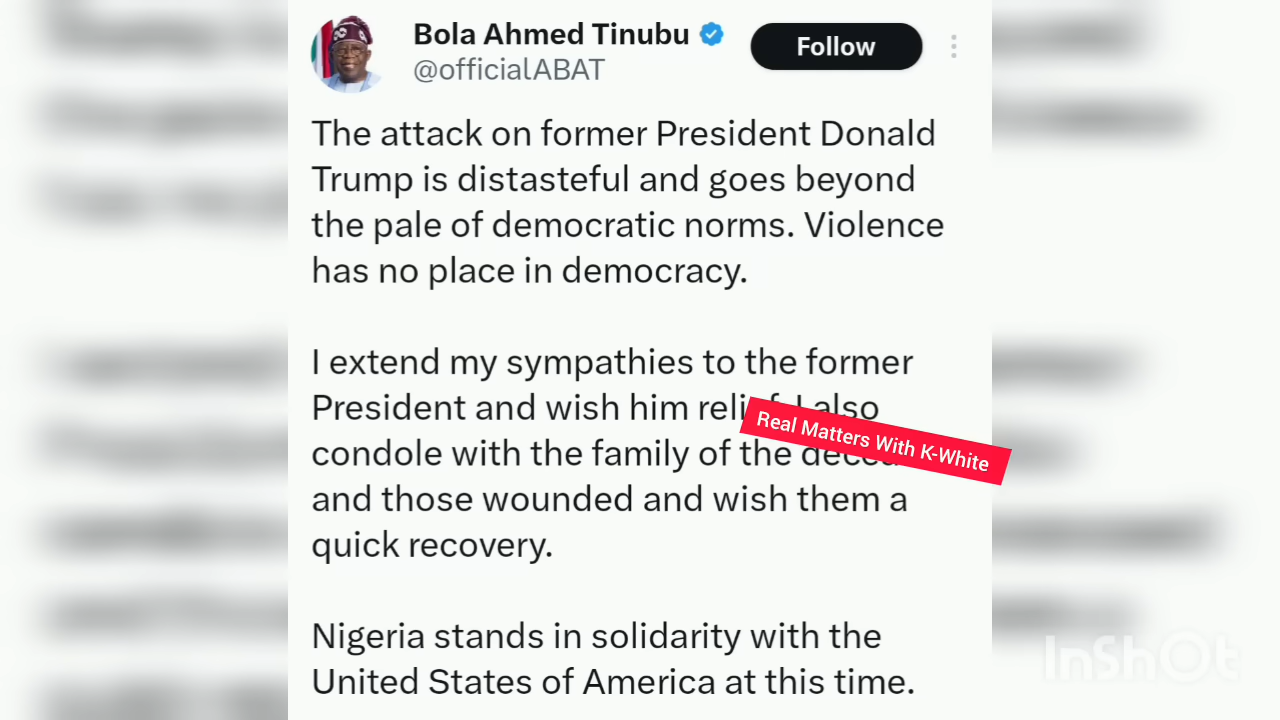 Bola Ahmed Tinubu
Follow
@officialABAT
The attack on former President Donald
Trump is distasteful and goes beyond
the pale of democratic norms. Violence
has no place in democracy.
I extend my sympathies to the former
President and wish him I also
Real Matters With K-White
condole with the family of the
and those wounded and wish them a
quick recovery.
Nigeria stands in solidarity with the
United States of America at this time.
InShOt